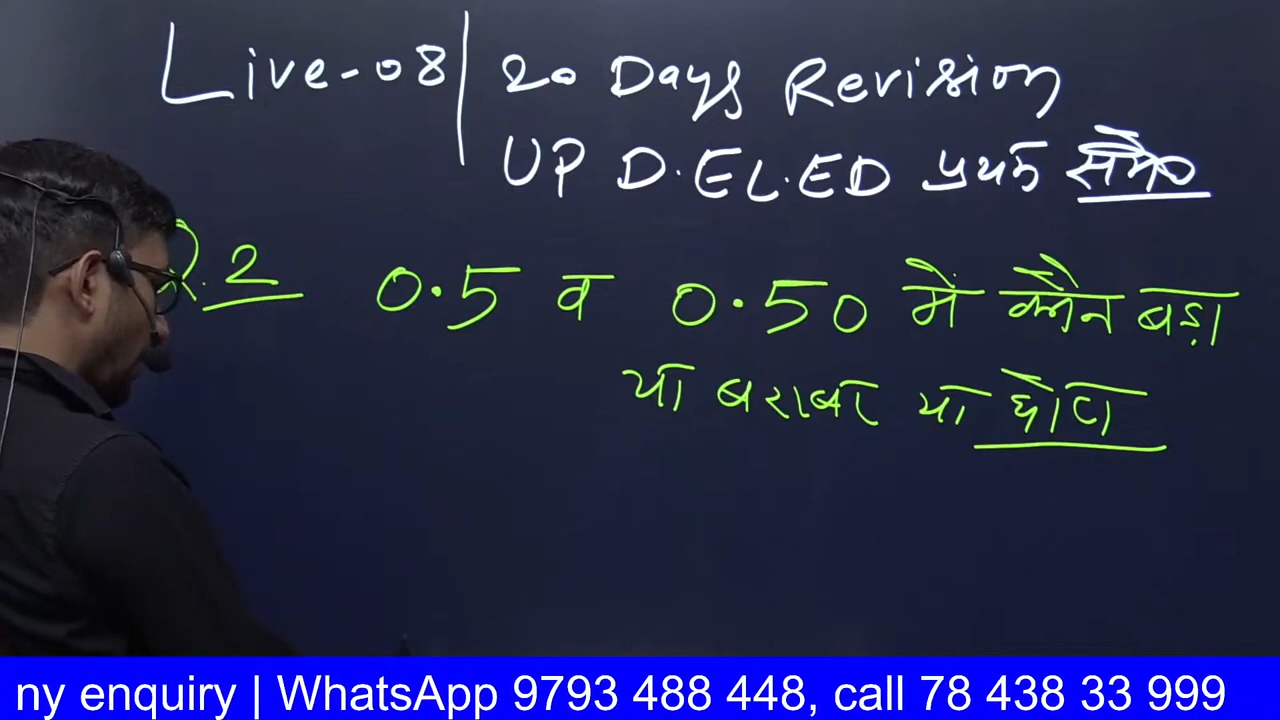 Live-08 | 20 Days Revision
UP D.EL.ED प्रथम सेमे०
Q.2 0.5 व 0.50 में कौन बड़ा
या बराबर या छोटा
ny enquiry | WhatsApp 9793 488 448, call 78 438 33 999